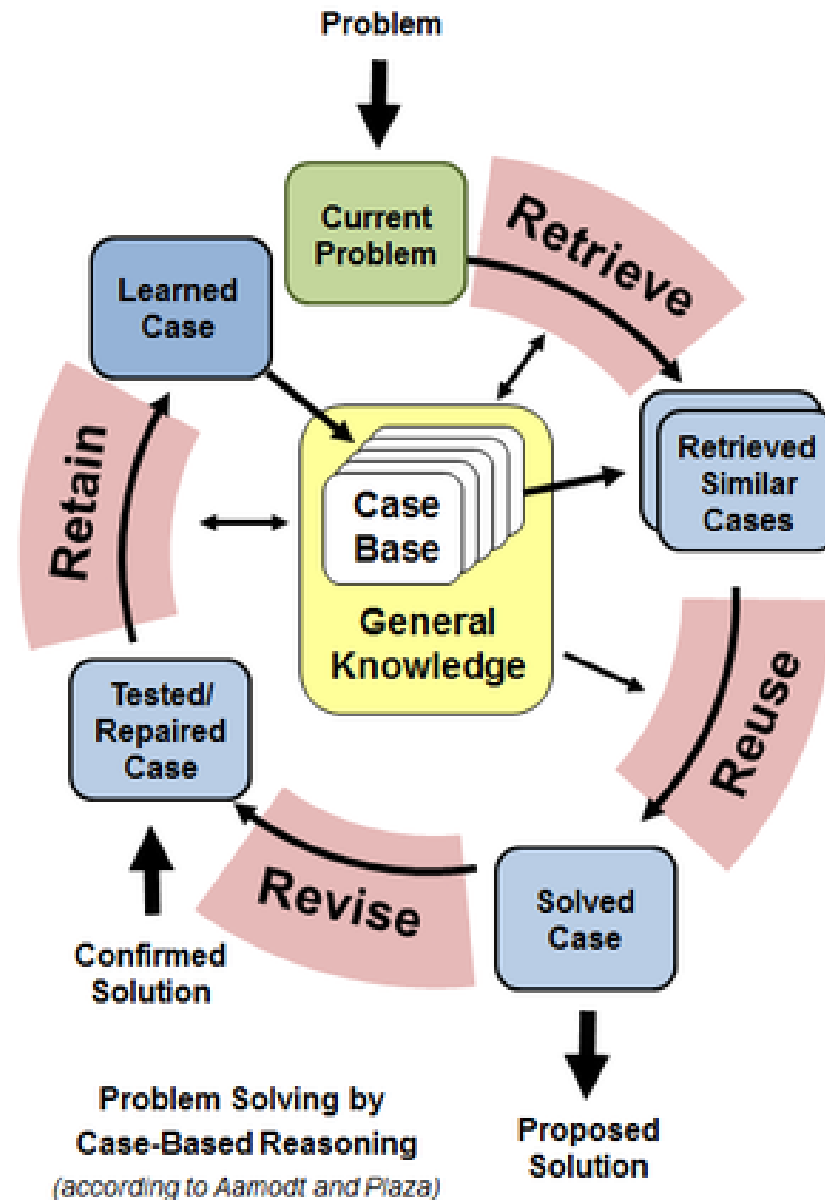 Problem
Current
Problem
Retrieve
Learned
Case
Retrieved
Similar
Cases
Case
Base
General
Knowledge
Retain
Reuse
Tested/
Repaired
Case
Revise
Solved
Case
Confirmed
Solution
Proposed
Solution
Problem Solving by
Case-Based Reasoning
(according to Aamodt and Plaza)